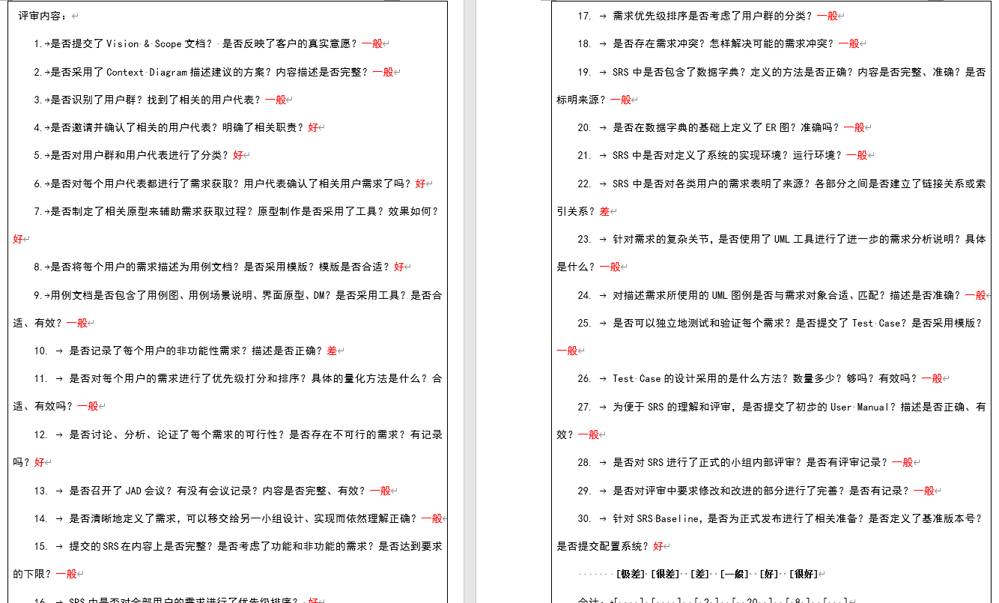 评审内容：
1.是否提交了 Vision & Scope 文档？ 是否反映了客户的真实意愿？一般
2.是否采用了 Context Diagram 描述建议的方案？内容描述是否完整？一般
3.是否识别了用户群？找到了相关的用户代表？一般
4.是否邀请并确认了相关的用户代表？明确了相关职责？好
5.是否对用户群和用户代表进行了分类？好
6.是否对每个用户代表都进行了需求获取？用户代表确认了相关用户需求了吗？好
7.是否制定了相关原型来辅助需求获取过程？原型制作是否采用了工具？效果如何？
好
8.是否将每个用户的需求描述为用例文档？是否采用模版？模版是否合适？好
9.用例文档是否包含了用例图、用例场景说明、界面原型、DM？是否采用工具？是否合
适、有效？一般
10. 是否记录了每个用户的非功能性需求？描述是否正确？差
11. 是否对每个用户的需求进行了优先级打分和排序？具体的量化方法是什么？合
适、有效吗？一般
12. 是否讨论、分析、论证了每个需求的可行性？是否存在不可行的需求？有记录
吗？好
13. 是否召开了 JAD 会议？有没有会议记录？内容是否完整、有效？一般
14. 是否清晰地定义了需求，可以移交给另一小组设计、实现而依然理解正确？一般
15. 提交的 SRS 在内容上是否完整？是否考虑了功能和非功能的需求？是否达到要求
的下限？一般
16. SRS 中是否对全部用户的需求进行了优先级排序？ 好
17. 需求优先级排序是否考虑了用户群的分类？一般
18. 是否存在需求冲突？怎样解决可能的需求冲突？一般
19. SRS 中是否包含了数据字典？定义的方法是否正确？内容是否完整、准确？是否
标明来源？一般
20. 是否在数据字典的基础上定义了 ER 图？准确吗？一般
21. SRS 中是否对定义了系统的实现环境？运行环境？一般
22. SRS 中是否对各类用户的需求表明了来源？各部分之间是否建立了链接关系或索
引关系？差
23. 针对需求的复杂关节，是否使用了 UML 工具进行了进一步的需求分析说明？具体
是什么？一般
24. 对描述需求所使用的 UML 图例是否与需求对象合适、匹配？描述是否准确？一般
25. 是否可以独立地测试和验证每个需求？是否提交了 Test Case？是否采用模版？
一般
26. Test Case 的设计采用的是什么方法？数量多少？够吗？有效吗？一般
27. 为便于 SRS 的理解和评审，是否提交了初步的 User Manual？描述是否正确、有
效？一般
28. 是否对 SRS 进行了正式的小组内部评审？是否有评审记录？一般
29. 是否对评审中要求修改和改进的部分进行了完善？是否有记录？一般
30. 针对 SRS Baseline，是否为正式发布进行了相关准备？是否定义了基准版本号？
是否提交配置系统？好
[极差] [很差] [差] [一般] [好] [很好]
合计：[ ] [ ] [ 2 ] [ 20 ] [ 8 ] [ ]